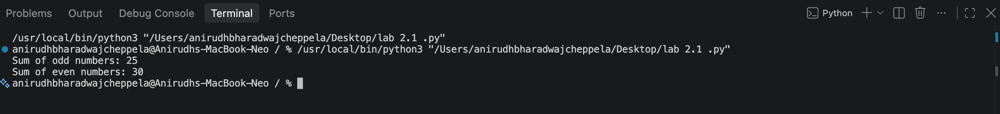 Problems Output Debug Console Terminal Ports Python
/usr/local/bin/python3 "/Users/anirudhbharadwajcheppela/Desktop/lab 2.1 .py"
anirudhbharadwajcheppela@Anirudhs-MacBook-Neo / % /usr/local/bin/python3 "/Users/anirudhbharadwajcheppela/Desktop/lab 2.1 .py"
Sum of odd numbers: 25
Sum of even numbers: 30
anirudhbharadwajcheppela@Anirudhs-MacBook-Neo / %